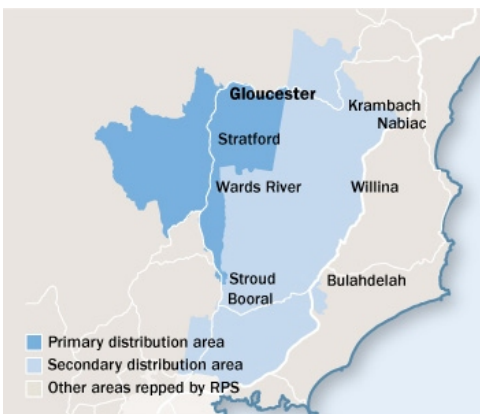 Gloucester
Krambach
Nabiac
Stratford
Wards River
Willina
Stroud
Booral
Bulahdelah
Primary distribution area
Secondary distribution area
Other areas repped by RPS